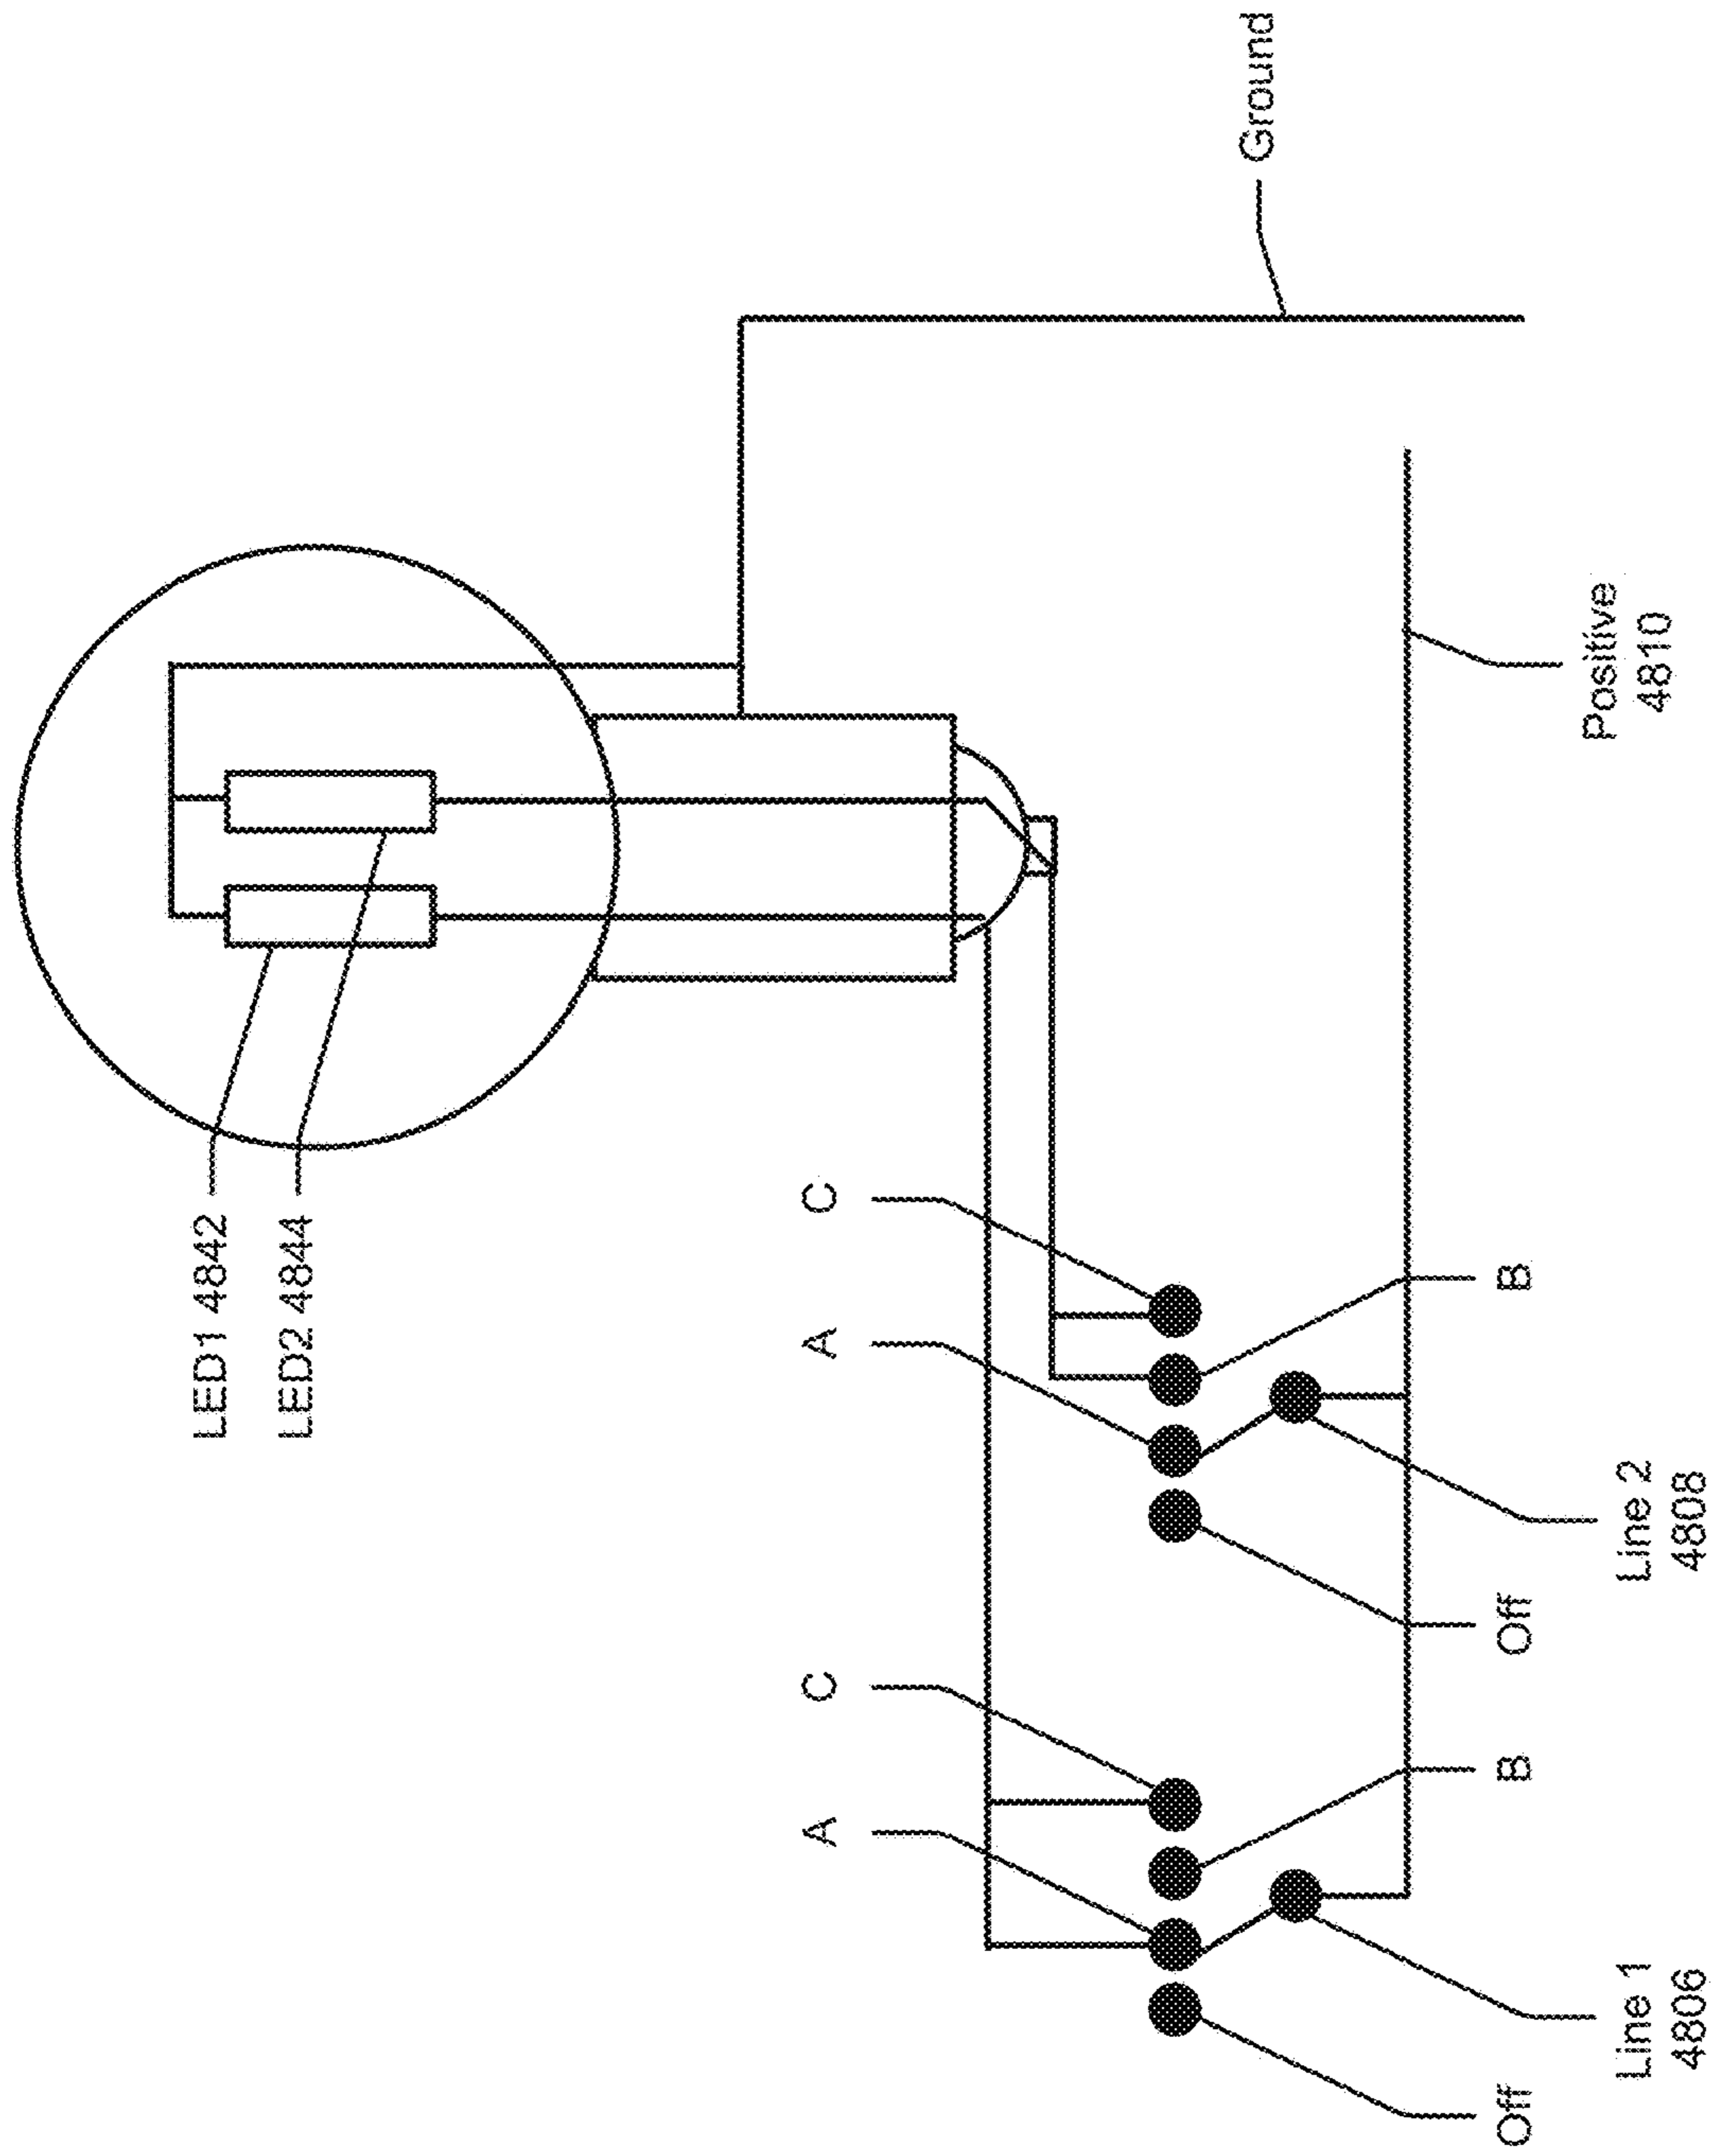 LED1 4842
LED2 4844
Ground
A
C
A
C
Off
B
Off
B
Line 1
4806
Line 2
4808
Positive
4810